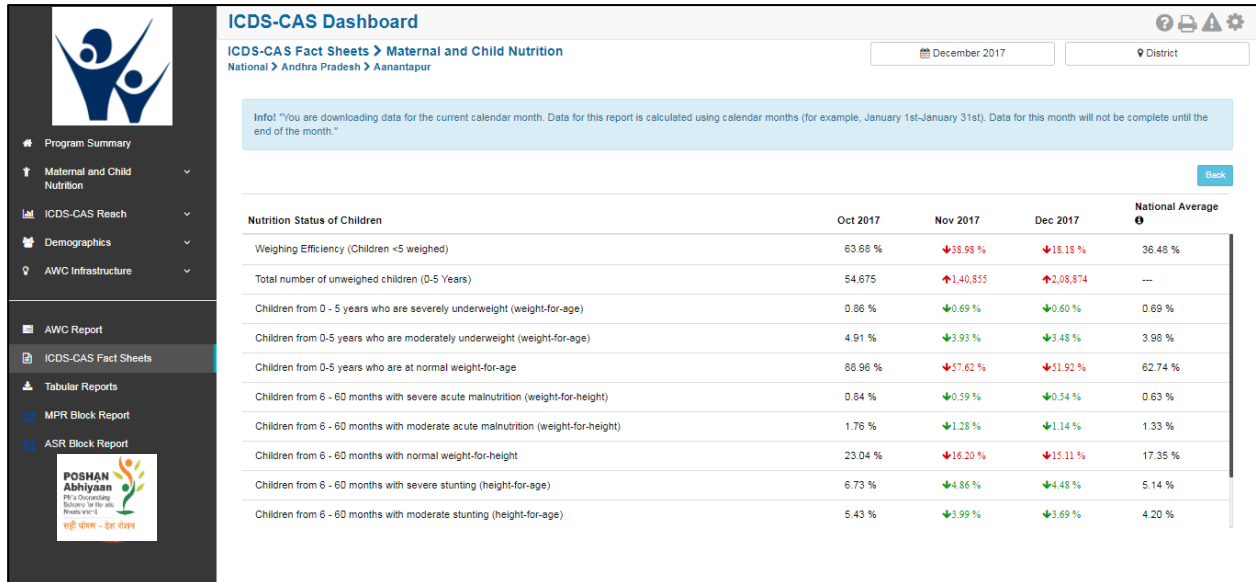 ICDS-CAS Dashboard
ICDS-CAS Fact Sheets ❯ Maternal and Child Nutrition
National ❯ Andhra Pradesh ❯ Aanantapur
December 2017
District
Info! "You are downloading data for the current calendar month. Data for this report is calculated using calendar months (for example, January 1st-January 31st). Data for this month will not be complete until the
end of the month."
Back
Program Summary
Maternal and Child
Nutrition
ICDS-CAS Reach
Demographics
AWC Infrastructure
AWC Report
ICDS-CAS Fact Sheets
Tabular Reports
MPR Block Report
ASR Block Report
POSHAN
Abhiyaan
PM's Overarching
सही पोषण - देश रोशन
Nutrition Status of Children Oct 2017 Nov 2017 Dec 2017 National Average
Weighing Efficiency (Children <5 weighed) 63.68 % ↓38.98 % ↓18.18 % 36.48 %
Total number of unweighed children (0-5 Years) 54,675 ↑1,40,855 ↑2,08,874 ---
Children from 0 - 5 years who are severely underweight (weight-for-age) 0.86 % ↓0.69 % ↓0.60 % 0.69 %
Children from 0-5 years who are moderately underweight (weight-for-age) 4.91 % ↓3.93 % ↓3.48 % 3.98 %
Children from 0-5 years who are at normal weight-for-age 88.96 % ↓57.62 % ↓51.92 % 62.74 %
Children from 6 - 60 months with severe acute malnutrition (weight-for-height) 0.84 % ↓0.59 % ↓0.54 % 0.63 %
Children from 6 - 60 months with moderate acute malnutrition (weight-for-height) 1.76 % ↓1.28 % ↓1.14 % 1.33 %
Children from 6 - 60 months with normal weight-for-height 23.04 % ↓16.20 % ↓15.11 % 17.35 %
Children from 6 - 60 months with severe stunting (height-for-age) 6.73 % ↓4.86 % ↓4.48 % 5.14 %
Children from 6 - 60 months with moderate stunting (height-for-age) 5.43 % ↓3.99 % ↓3.69 % 4.20 %